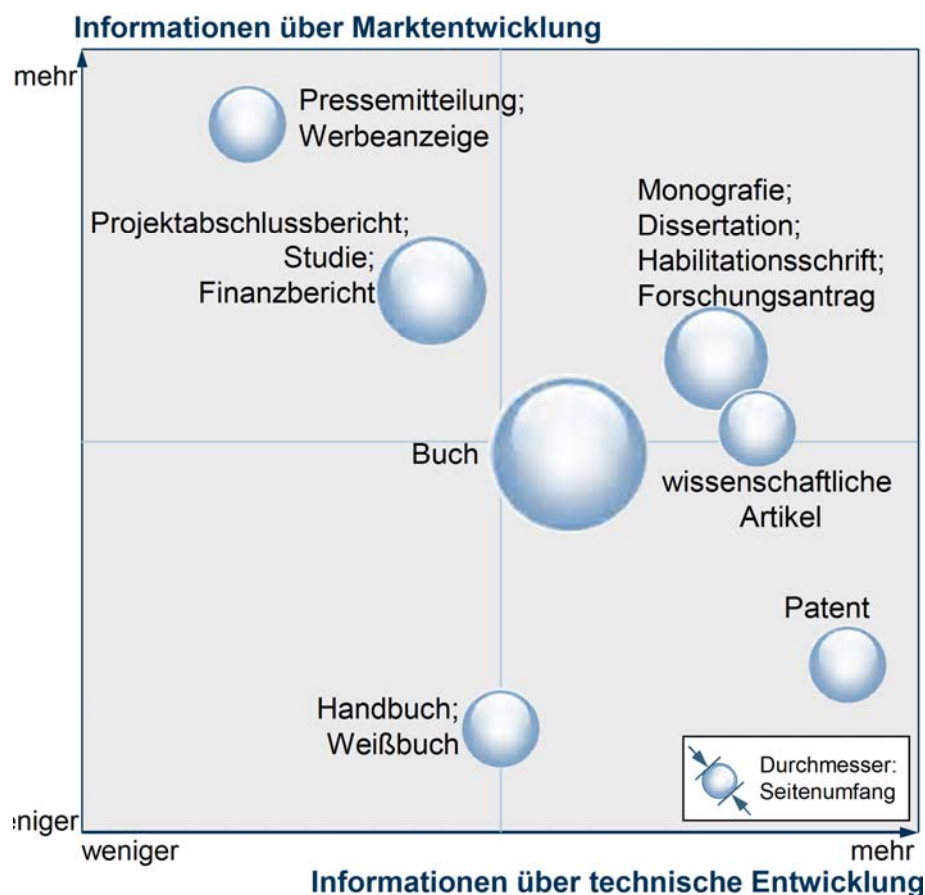 Informationen über Marktentwicklung
mehr
Pressemitteilung;
Werbeanzeige
Monografie;
Dissertation;
Habilitationsschrift;
Forschungsantrag
Projektabschlussbericht;
Studie;
Finanzbericht
Buch
wissenschaftliche
Artikel
Patent
Handbuch;
Weißbuch
Durchmesser:
Seitenumfang
eniger
weniger
mehr
Informationen über technische Entwicklung